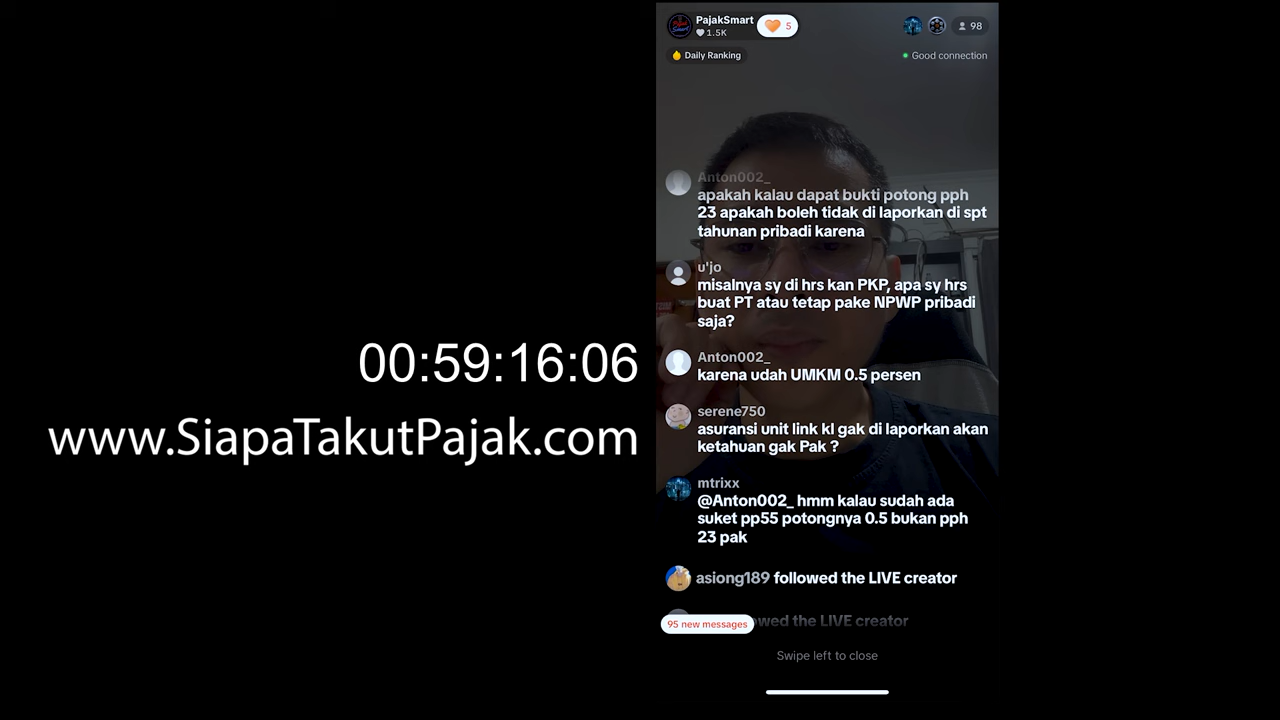 PajakSmart
1.5K
5
98
Daily Ranking
Good connection
Anton002_
apakah kalau dapat bukti potong pph
23 apakah boleh tidak di laporkan di spt
tahunan pribadi karena
u'jo
misalnya sy di hrs kan PKP, apa sy hrs
buat PT atau tetap pake NPWP pribadi
saja?
00:59:16:06
Anton002_
karena udah UMKM 0.5 persen
www.SiapaTakutPajak.com
serene750
asuransi unit link kl gak di laporkan akan
ketahuan gak Pak ?
mtrixx
@Anton002_ hmm kalau sudah ada
suket pp55 potongnya 0.5 bukan pph
23 pak
asiong189 followed the LIVE creator
95 new messages
the LIVE creator
Swipe left to close